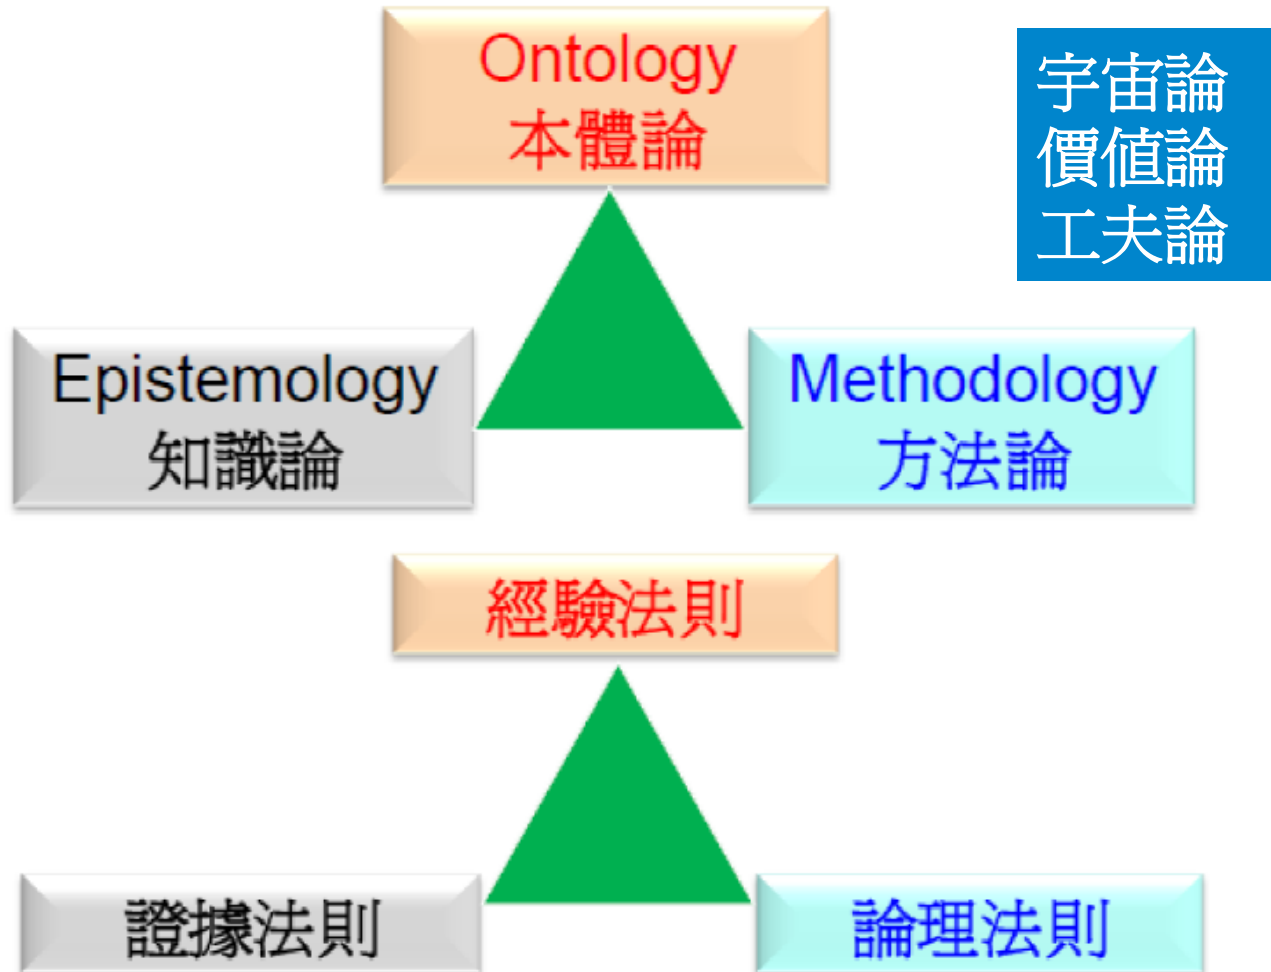 Ontology
本體論
宇宙論
價值論
工夫論
Epistemology
知識論
Methodology
方法論
經驗法則
證據法則
論理法則